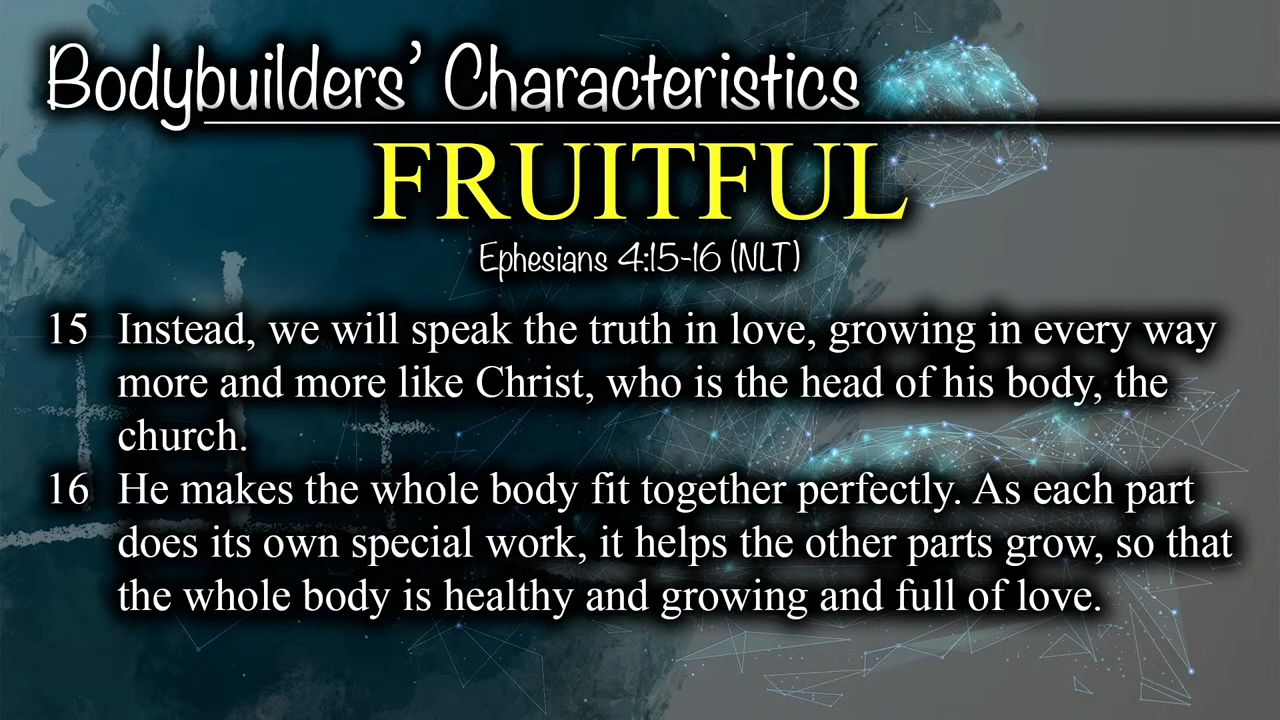 Bodybuilders’ Characteristics
FRUITFUL
Ephesians 4:15-16 (NLT)
15 Instead, we will speak the truth in love, growing in every way
more and more like Christ, who is the head of his body, the
church.
16 He makes the whole body fit together perfectly. As each part
does its own special work, it helps the other parts grow, so that
the whole body is healthy and growing and full of love.